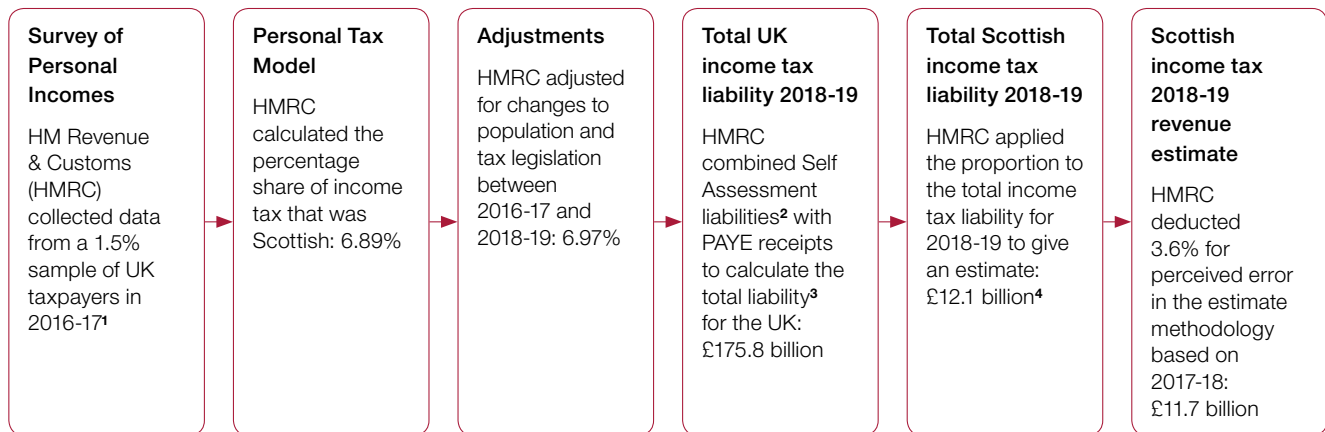 Survey of
Personal
Incomes
HM Revenue
& Customs
(HMRC)
collected data
from a 1.5%
sample of UK
taxpayers in
2016-17¹
Personal Tax
Model
HMRC
calculated the
percentage
share of income
tax that was
Scottish: 6.89%
Adjustments
HMRC adjusted
for changes to
population and
tax legislation
between
2016-17 and
2018-19: 6.97%
Total UK
income tax
liability 2018-19
HMRC
combined Self
Assessment
liabilities² with
PAYE receipts
to calculate the
total liability³
for the UK:
£175.8 billion
Total Scottish
income tax
liability 2018-19
HMRC applied
the proportion to
the total income
tax liability for
2018-19 to give
an estimate:
£12.1 billion⁴
Scottish
income tax
2018-19
revenue
estimate
HMRC
deducted
3.6% for
perceived error
in the estimate
methodology
based on
2017-18:
£11.7 billion